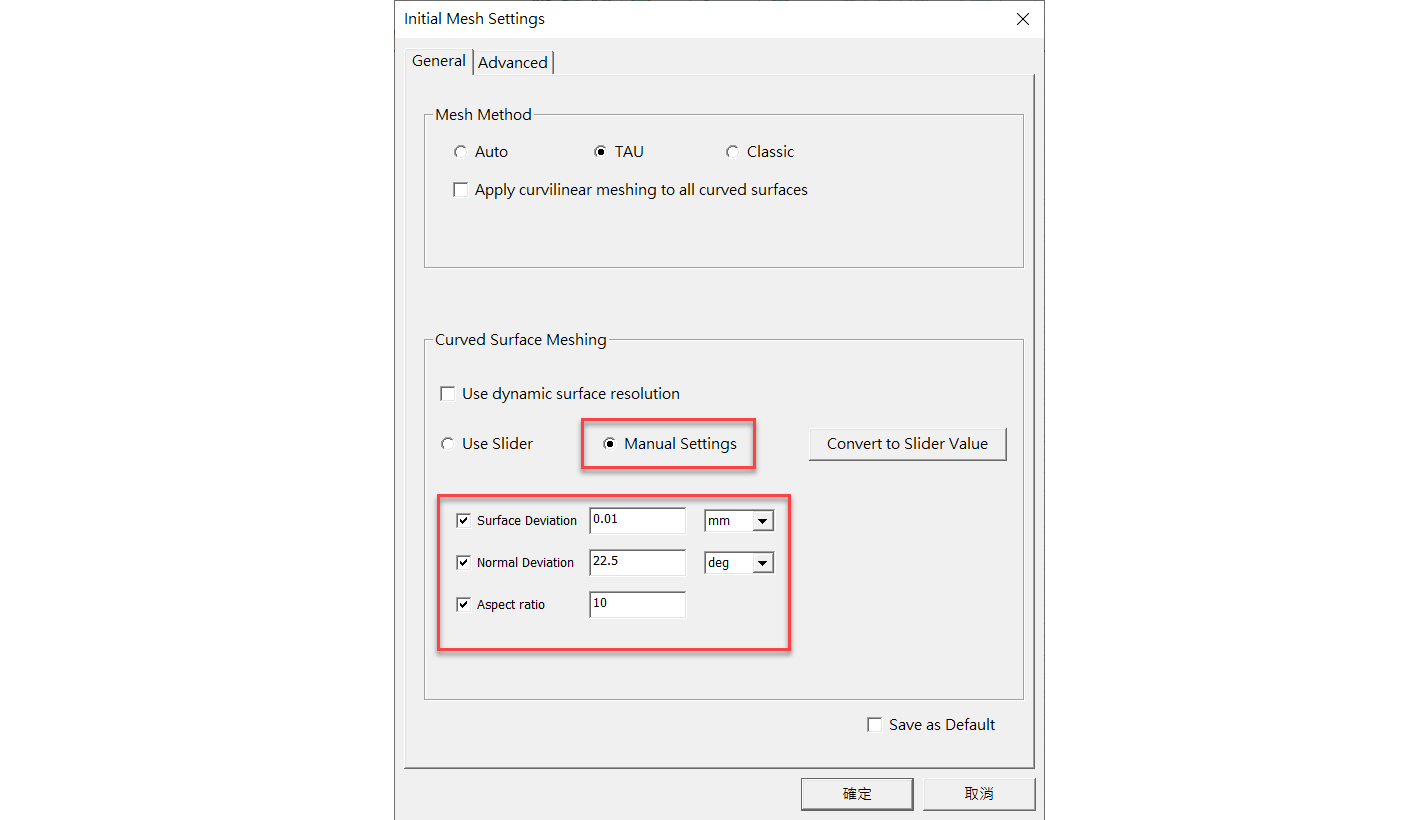 Initial Mesh Settings
General Advanced
Mesh Method
Auto TAU Classic
Apply curvilinear meshing to all curved surfaces
Curved Surface Meshing
Use dynamic surface resolution
Use Slider Manual Settings Convert to Slider Value
Surface Deviation 0.01 mm
Normal Deviation 22.5 deg
Aspect ratio 10
Save as Default
確定 取消